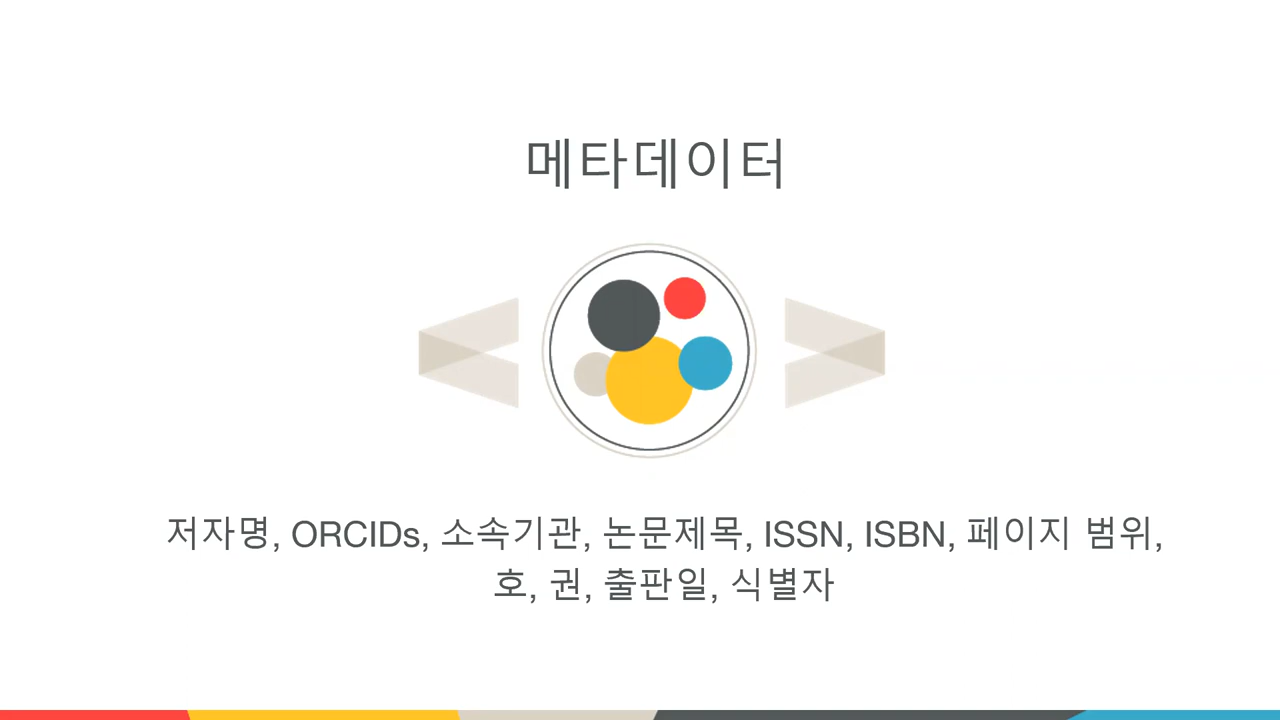 메타데이터
저자명, ORCIDs, 소속기관, 논문제목, ISSN, ISBN, 페이지 범위,
호, 권, 출판일, 식별자